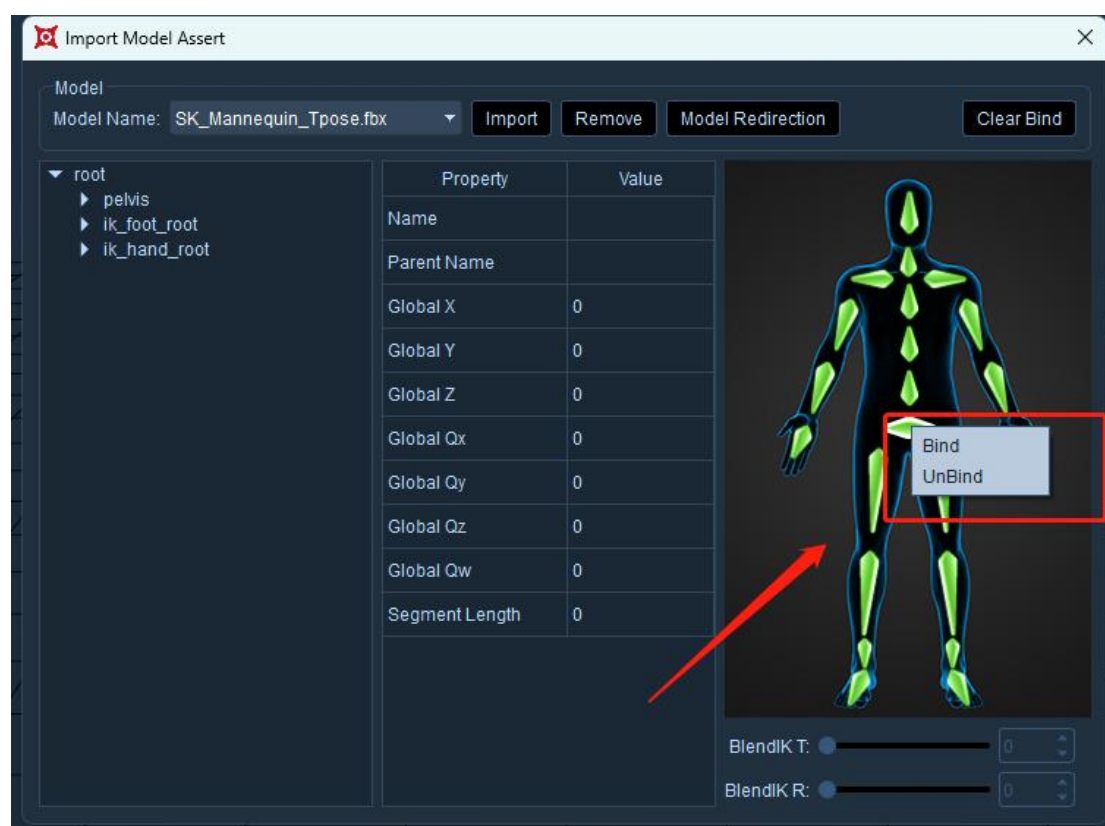 Import Model Assert
Model
Model Name: SK_Mannequin_Tpose.fbx Import Remove Model Redirection Clear Bind
root
pelvis
ik_foot_root
ik_hand_root
Property Value
Name
Parent Name
Global X 0
Global Y 0
Global Z 0
Global Qx 0
Global Qy 0
Global Qz 0
Global Qw 0
Segment Length 0
Bind
UnBind
BlendIK T: 0
BlendIK R: 0